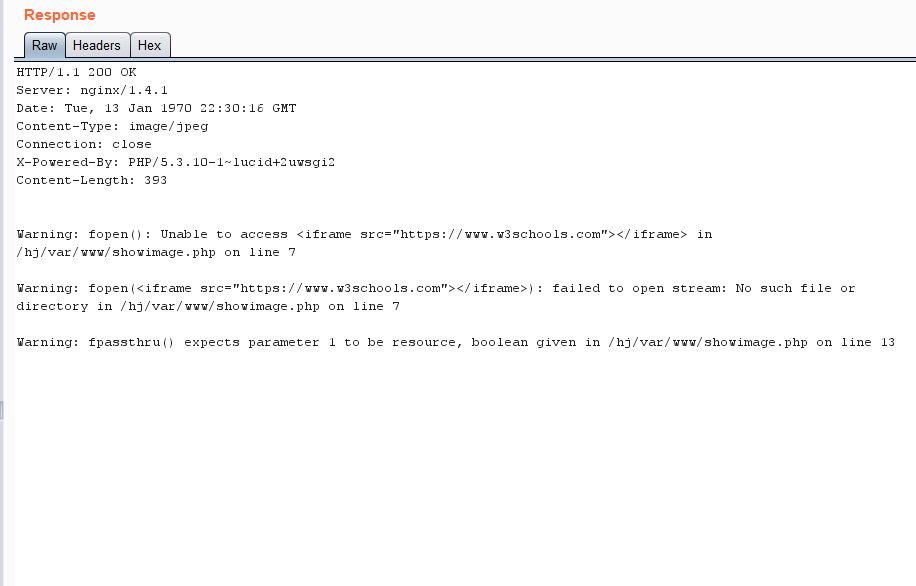 Response
Raw Headers Hex
HTTP/1.1 200 OK
Server: nginx/1.4.1
Date: Tue, 13 Jan 1970 22:30:16 GMT
Content-Type: image/jpeg
Connection: close
X-Powered-By: PHP/5.3.10-1~lucid+2uwsgi2
Content-Length: 393
Warning: fopen(): Unable to access <iframe src="https://www.w3schools.com"></iframe> in
/hj/var/www/showimage.php on line 7
Warning: fopen(<iframe src="https://www.w3schools.com"></iframe>): failed to open stream: No such file or
directory in /hj/var/www/showimage.php on line 7
Warning: fpassthru() expects parameter 1 to be resource, boolean given in /hj/var/www/showimage.php on line 13